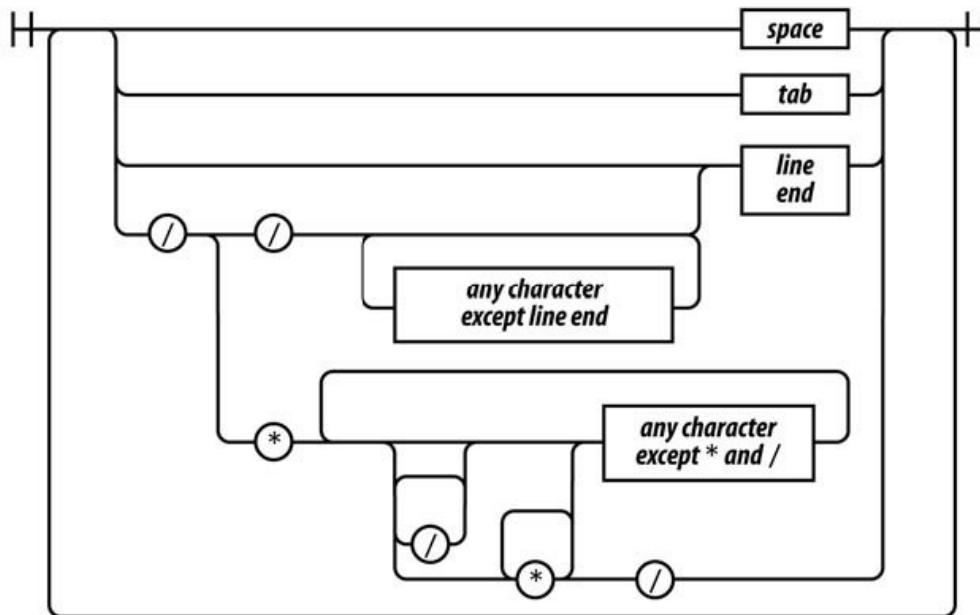 space
tab
line
end
/ /
any character
except line end
*
any character
except * and /
/
* /